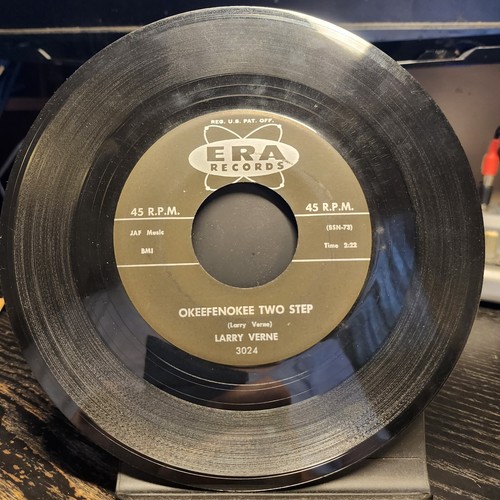 REG. U.S. PAT. OFF.
ERA
RECORDS
45 R.P.M. 45 R.P.M.
JAF Music (BSN-73)
BMI Time 2:22
OKEEFENOKEE TWO STEP
(Larry Verne)
LARRY VERNE
3024